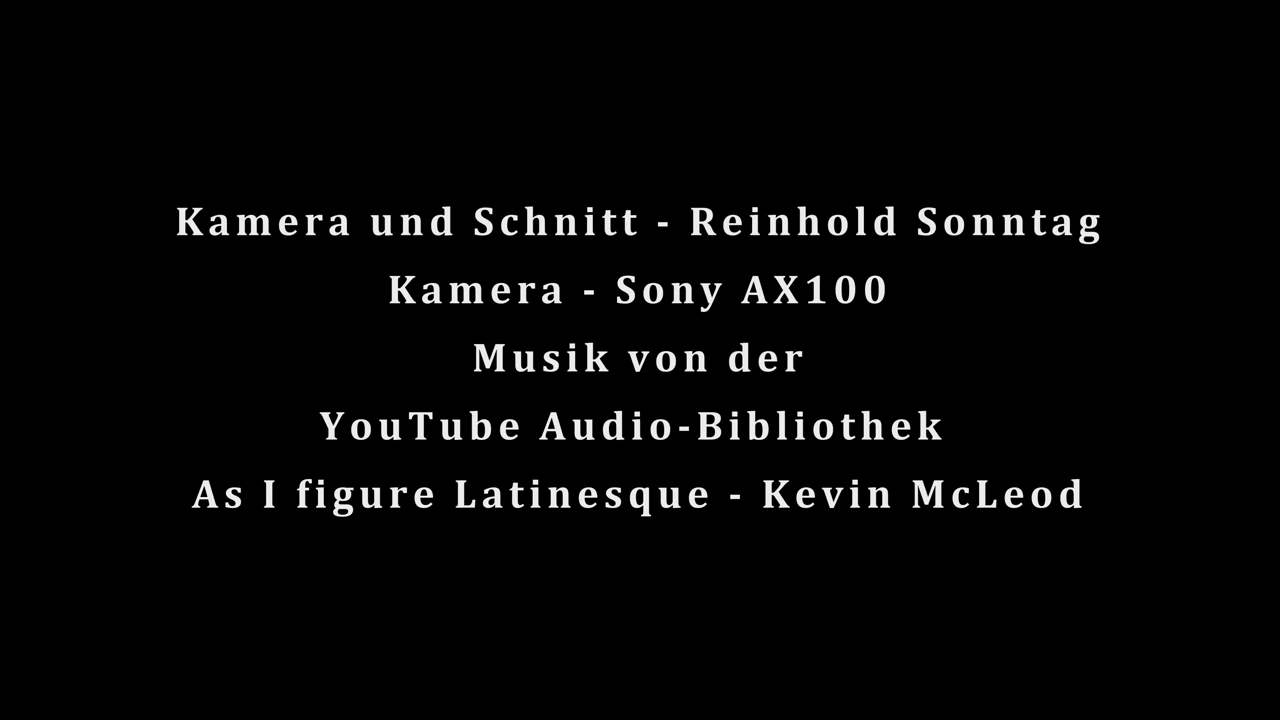 Kamera und Schnitt - Reinhold Sonntag
Kamera - Sony AX100
Musik von der
YouTube Audio-Bibliothek
As I figure Latinesque - Kevin McLeod